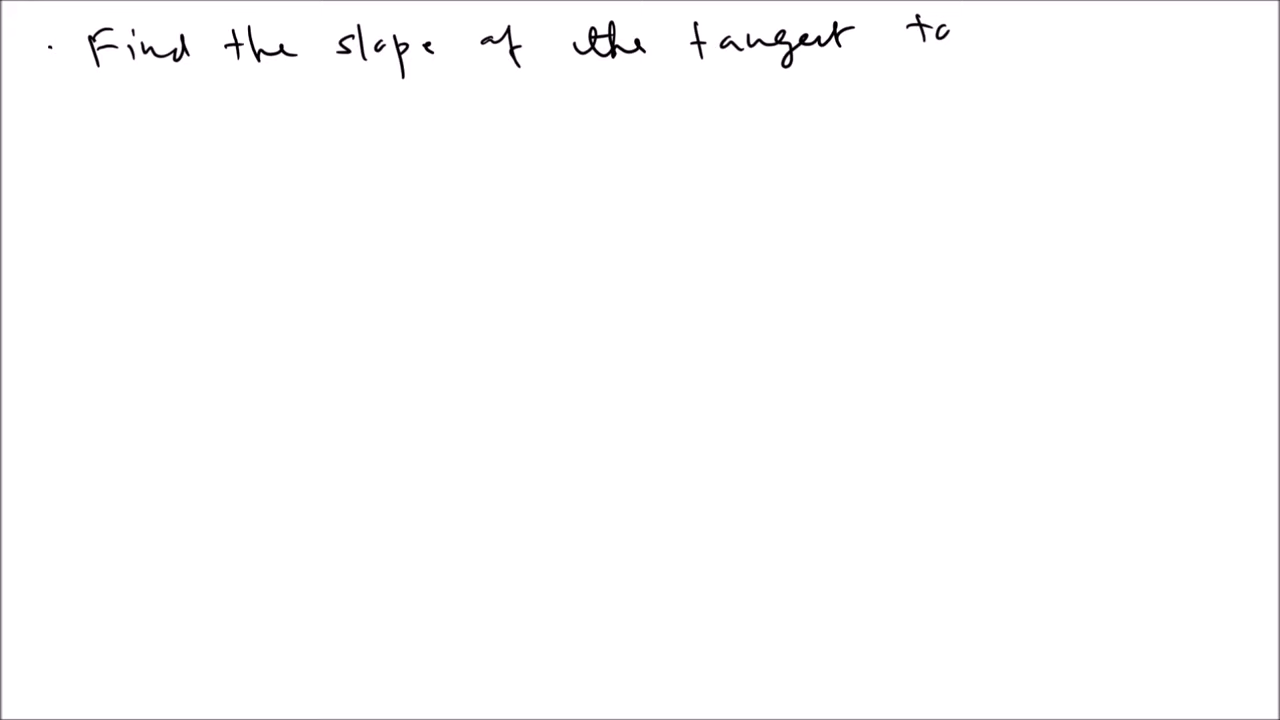 . Find the slope of the tangent to